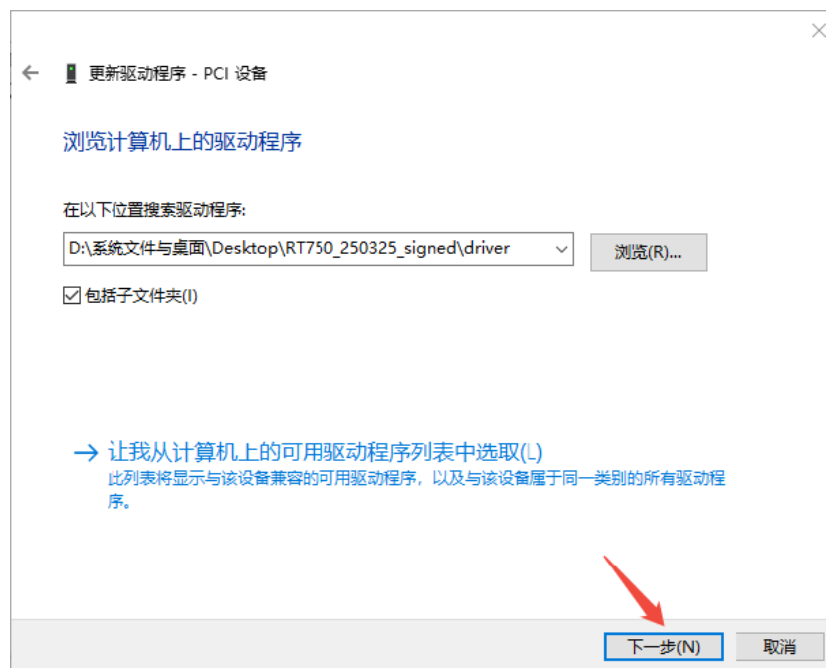 更新驱动程序 - PCI 设备
浏览计算机上的驱动程序
在以下位置搜索驱动程序:
D:\系统文件与桌面\Desktop\RT750_250325_signed\driver
浏览(R)...
包括子文件夹(I)
让我从计算机上的可用驱动程序列表中选取(L)
此列表将显示与该设备兼容的可用驱动程序，以及与该设备属于同一类别的所有驱动程
序。
下一步(N)
取消